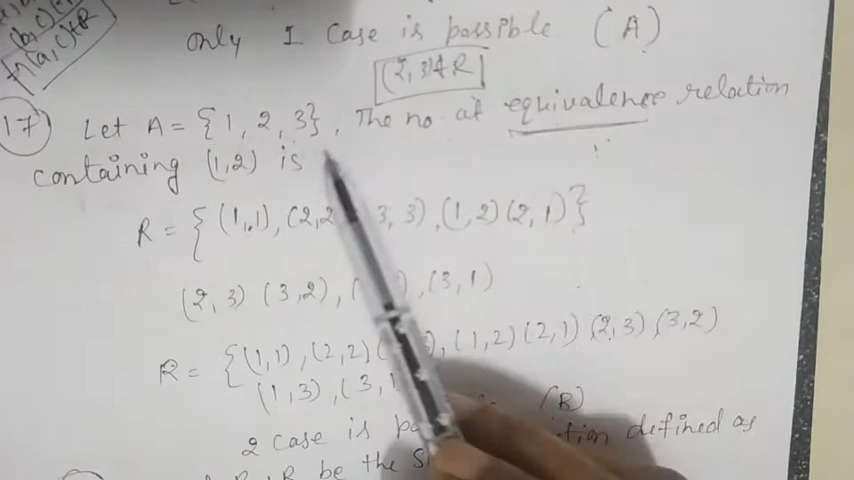 (b, c) ∈ R
(a, c) ∈ R
only 1 case is possible (A)
(2, 3) ∉ R
17) Let A = {1, 2, 3}, The no of equivalence relation
containing (1,2) is
R = { (1,1), (2,2 3, 3), (1,2) (2,1) }
(2,3) (3,2), ), (3,1)
R = { (1,1), (2,2) ( ), (1,2) (2,1) (2,3) (3,2)
(1,3), (3,1
2 case is (B)
defined as
R be the